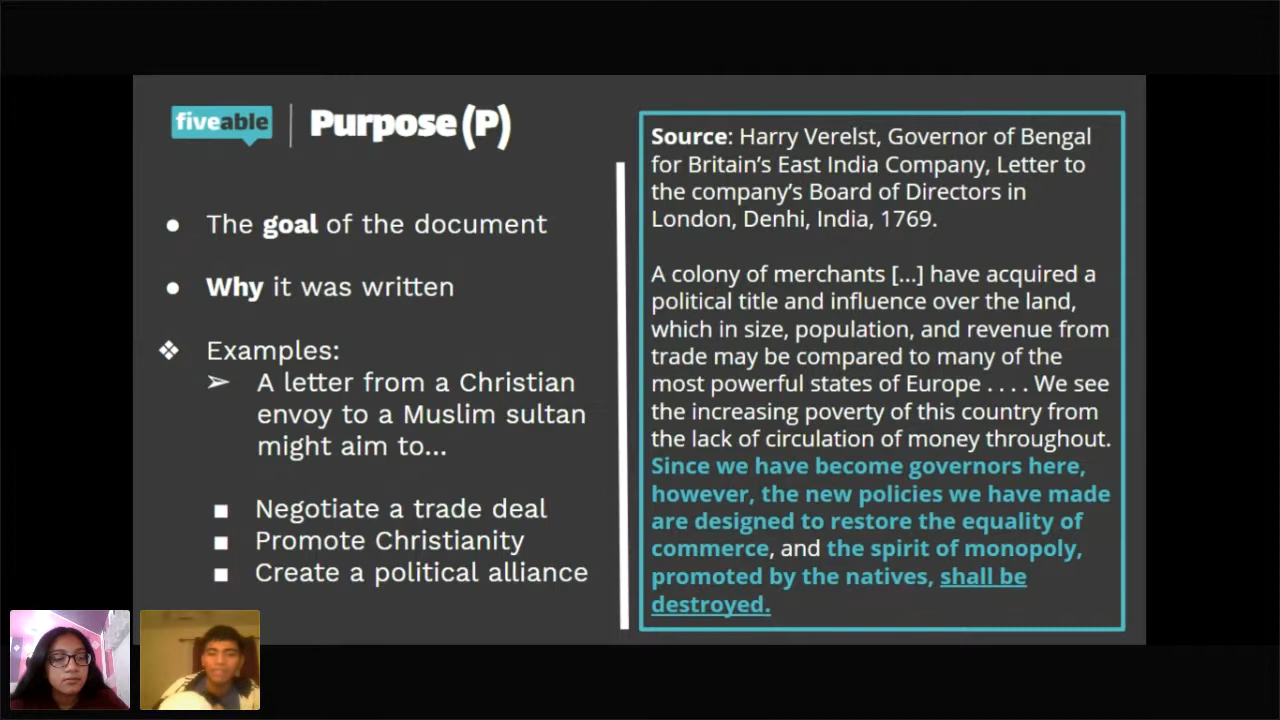 fiveable
Purpose (P)
● The goal of the document
● Why it was written
❖ Examples:
➢ A letter from a Christian
envoy to a Muslim sultan
might aim to...
■ Negotiate a trade deal
■ Promote Christianity
■ Create a political alliance
Source: Harry Verelst, Governor of Bengal
for Britain's East India Company, Letter to
the company's Board of Directors in
London, Denhi, India, 1769.
A colony of merchants [...] have acquired a
political title and influence over the land,
which in size, population, and revenue from
trade may be compared to many of the
most powerful states of Europe . . . . We see
the increasing poverty of this country from
the lack of circulation of money throughout.
Since we have become governors here,
however, the new policies we have made
are designed to restore the equality of
commerce, and the spirit of monopoly,
promoted by the natives, shall be
destroyed.